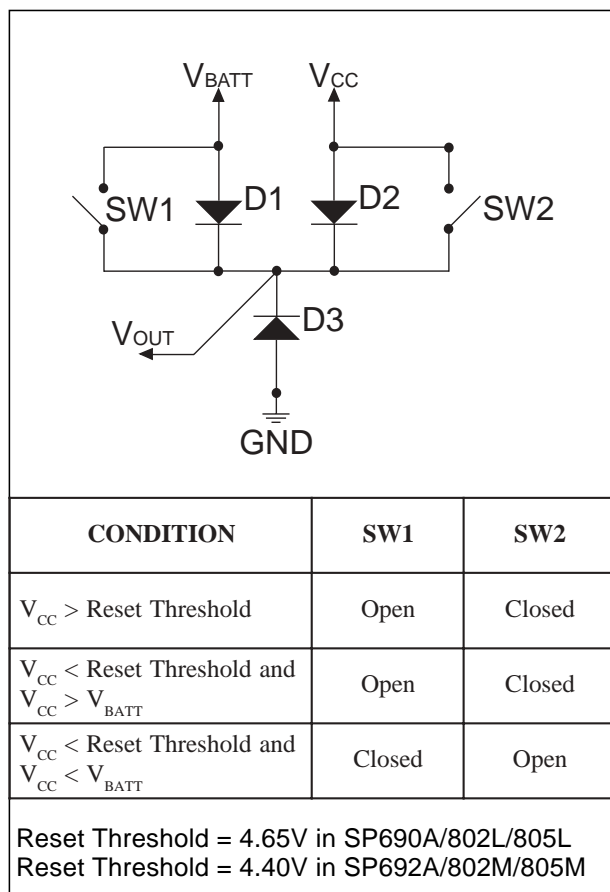 VBATT VCC
SW1 D1 D2 SW2
VOUT D3
GND
CONDITION SW1 SW2
VCC > Reset Threshold Open Closed
VCC < Reset Threshold and
VCC > VBATT Open Closed
VCC < Reset Threshold and
VCC < VBATT Closed Open
Reset Threshold = 4.65V in SP690A/802L/805L
Reset Threshold = 4.40V in SP692A/802M/805M